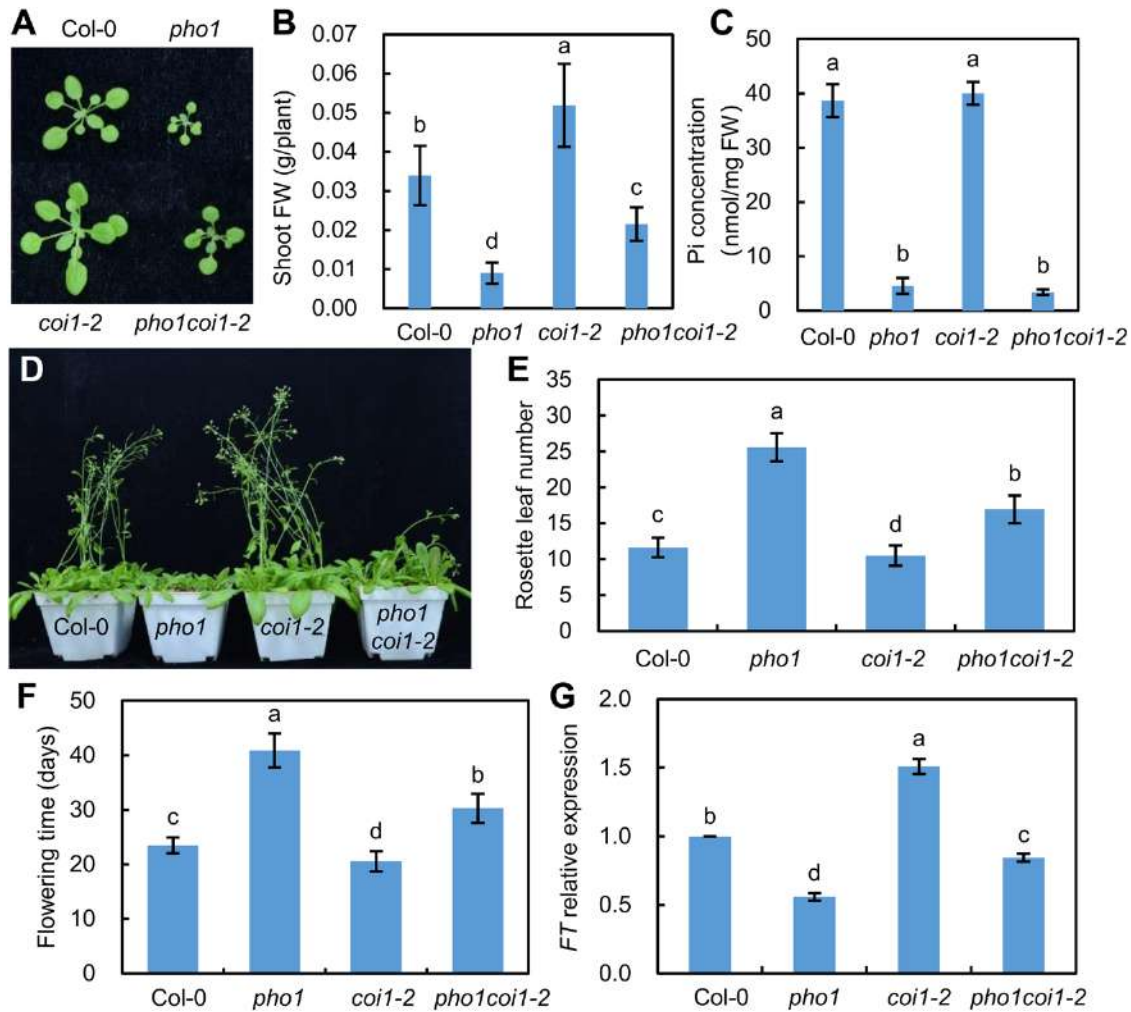 A
Col-0 pho1
coi1-2 pho1coi1-2
B
Shoot FW (g/plant)
0.07
0.06
0.05
0.04
0.03
0.02
0.01
0.00
b
d
a
c
Col-0 pho1 coi1-2 pho1coi1-2
C
Pi concentration
(nmol/mg FW)
50
40
30
20
10
0
a
b
a
b
Col-0 pho1 coi1-2 pho1coi1-2
D
Col-0 pho1 coi1-2 pho1
coi1-2
E
Rosette leaf number
35
30
25
20
15
10
5
0
c
a
d
b
Col-0 pho1 coi1-2 pho1coi1-2
F
Flowering time (days)
50
40
30
20
10
0
c
a
d
b
Col-0 pho1 coi1-2 pho1coi1-2
G
FT relative expression
2.0
1.5
1.0
0.5
0.0
b
d
a
c
Col-0 pho1 coi1-2 pho1coi1-2